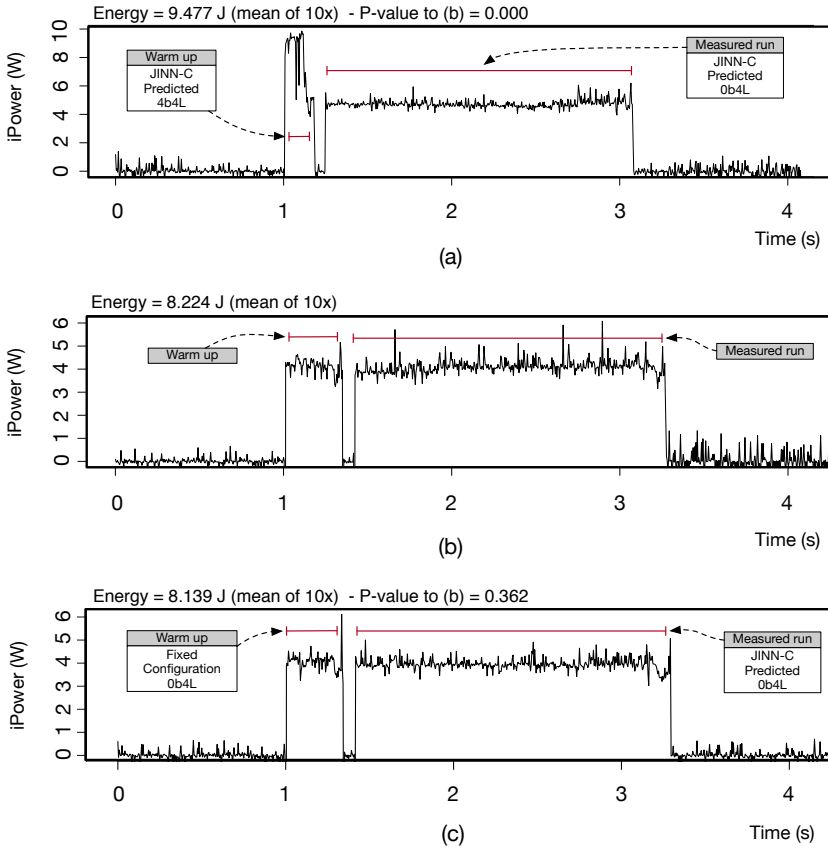 Energy = 9.477 J (mean of 10x)  - P-value to (b) = 0.000
iPower (W)
10
8
6
4
2
0
Warm up
JINN-C
Predicted
4b4L
Measured run
JINN-C
Predicted
0b4L
0 1 2 3 4
Time (s)
(a)
Energy = 8.224 J (mean of 10x)
iPower (W)
6
5
4
3
2
1
0
Warm up
Measured run
0 1 2 3 4
Time (s)
(b)
Energy = 8.139 J (mean of 10x)  - P-value to (b) = 0.362
iPower (W)
6
5
4
3
2
1
0
Warm up
Fixed
Configuration
0b4L
Measured run
JINN-C
Predicted
0b4L
0 1 2 3 4
Time (s)
(c)